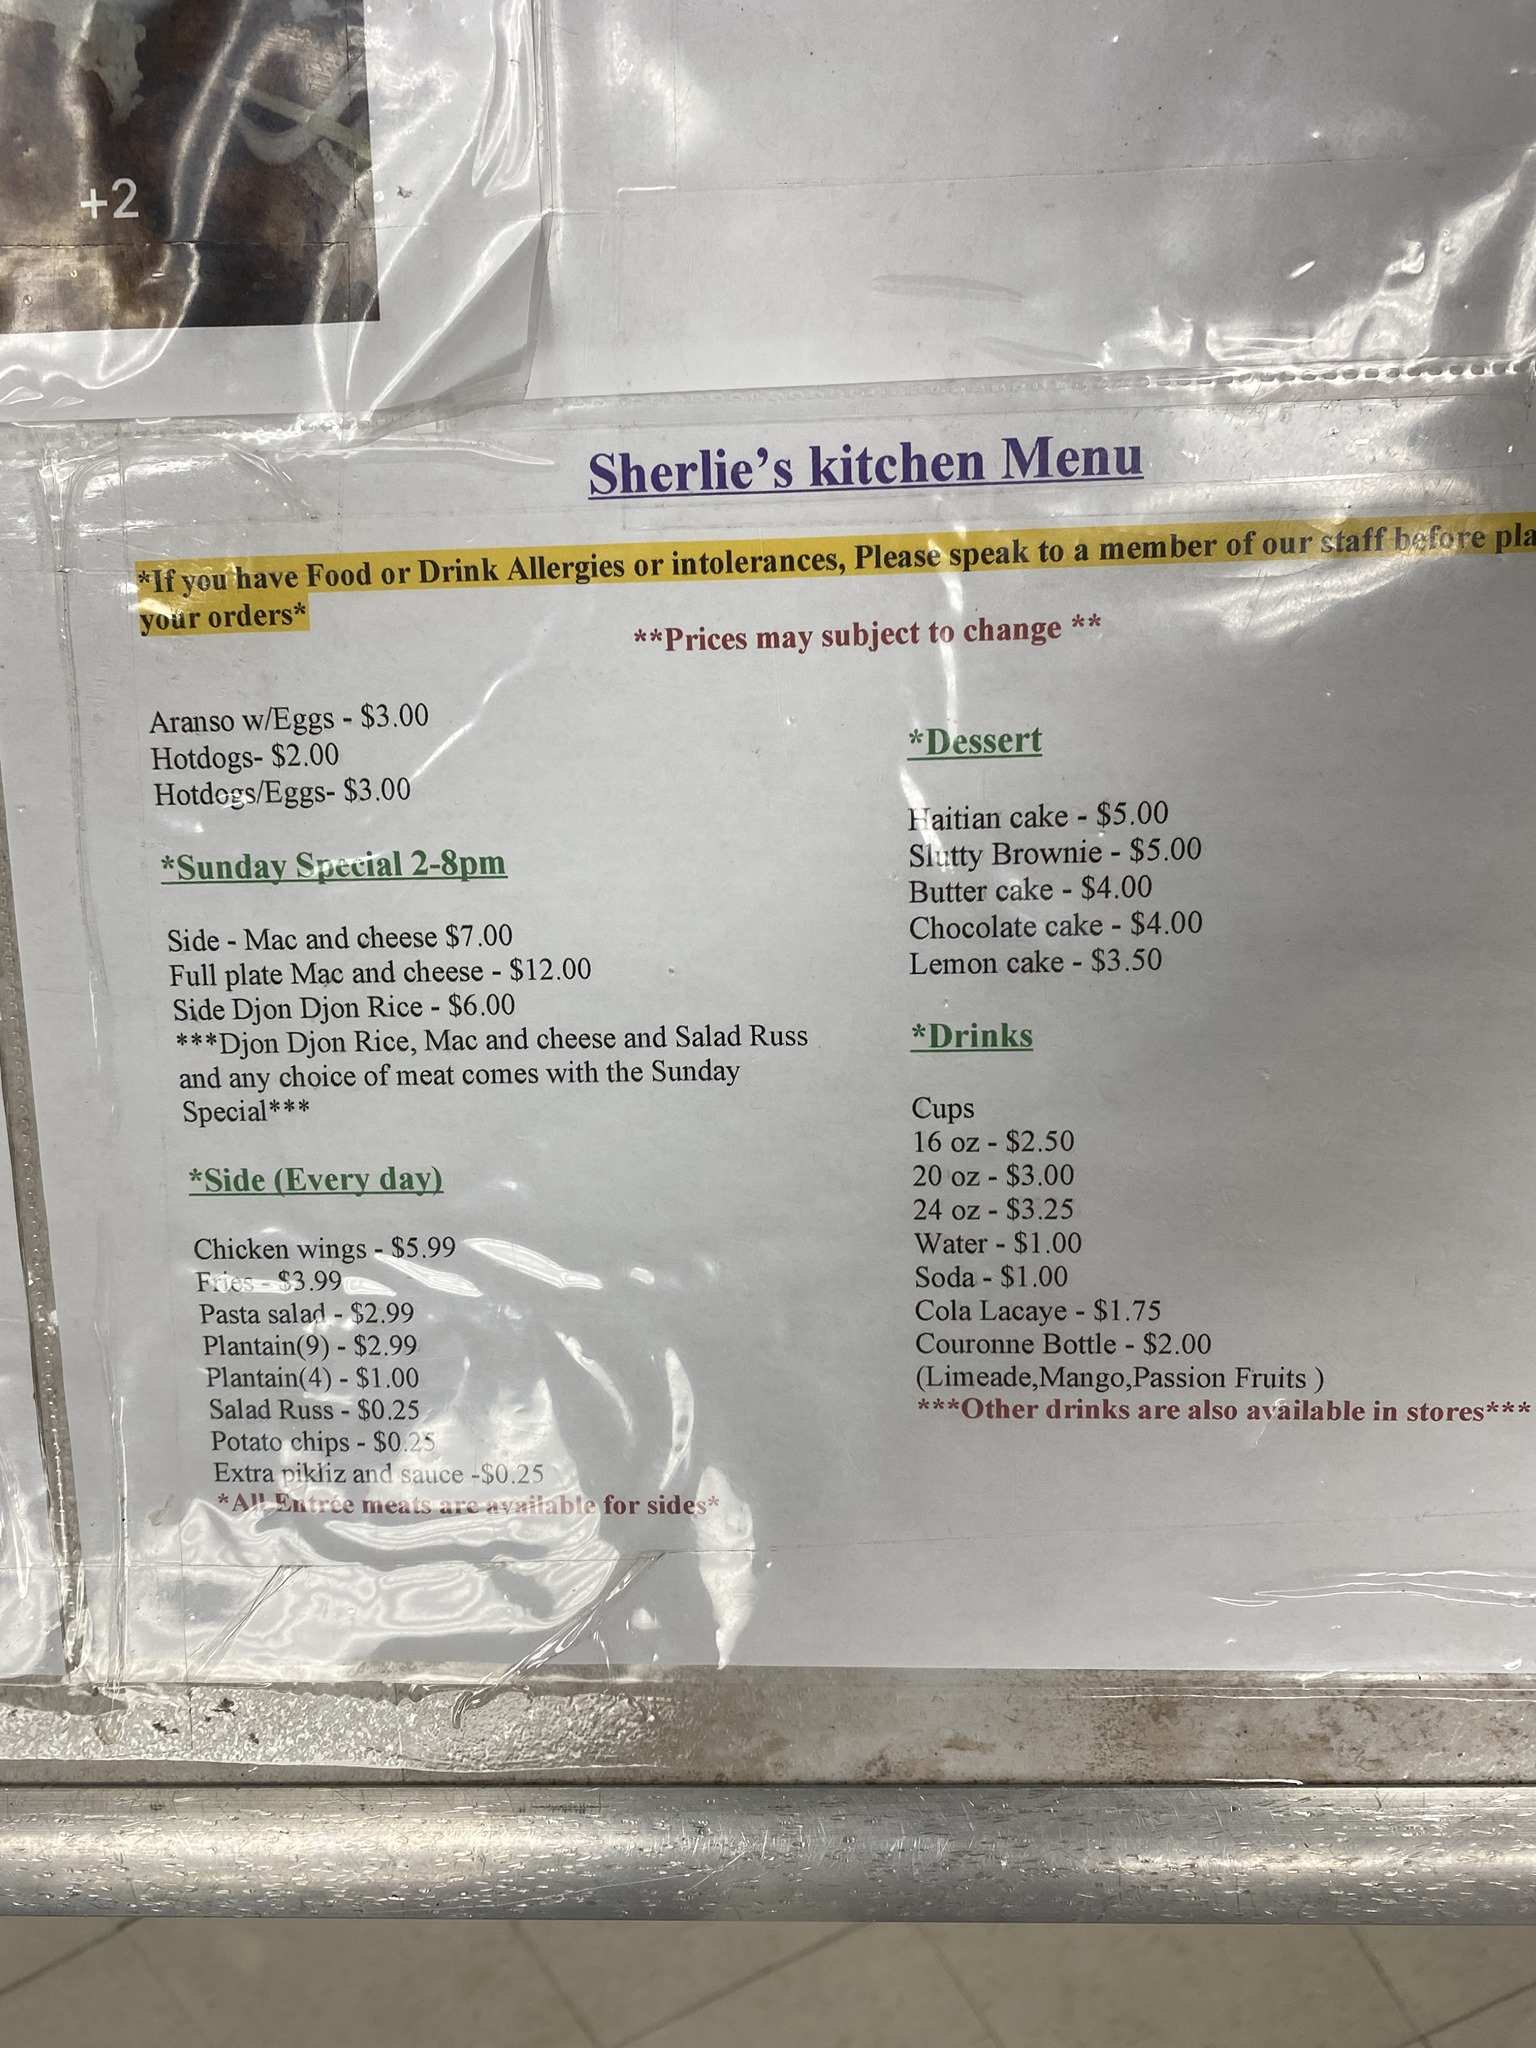 +2
Sherlie's kitchen Menu
*If you have Food or Drink Allergies or intolerances, Please speak to a member of our staff before pla
your orders*
**Prices may subject to change **
Aranso w/Eggs - $3.00
Hotdogs- $2.00
Hotdogs/Eggs- $3.00
*Sunday Special 2-8pm
Side - Mac and cheese $7.00
Full plate Mac and cheese - $12.00
Side Djon Djon Rice - $6.00
***Djon Djon Rice, Mac and cheese and Salad Russ
and any choice of meat comes with the Sunday
Special***
*Side (Every day)
Chicken wings - $5.99
Fries - $3.99
Pasta salad - $2.99
Plantain(9) - $2.99
Plantain(4) - $1.00
Salad Russ - $0.25
Potato chips - $0.25
Extra pikliz and sauce -$0.25
*All Entrée meats are available for sides*
*Dessert
Haitian cake - $5.00
Slutty Brownie - $5.00
Butter cake - $4.00
Chocolate cake - $4.00
Lemon cake - $3.50
*Drinks
Cups
16 oz - $2.50
20 oz - $3.00
24 oz - $3.25
Water - $1.00
Soda - $1.00
Cola Lacaye - $1.75
Couronne Bottle - $2.00
(Limeade,Mango,Passion Fruits )
***Other drinks are also available in stores***